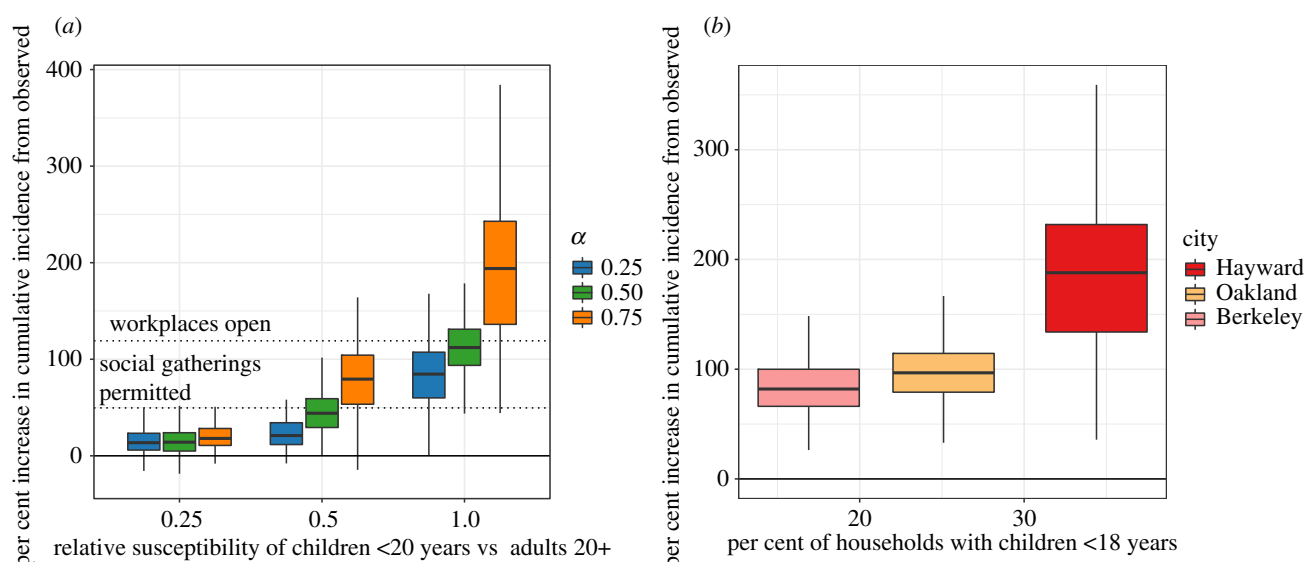 (a)
per cent increase in cumulative incidence from observed
400
300
200
100
0
workplaces open
social gatherings
permitted
0.25
0.5
1.0
relative susceptibility of children <20 years vs adults 20+
α
0.25
0.50
0.75
(b)
per cent increase in cumulative incidence from observed
300
200
100
0
20
30
per cent of households with children <18 years
city
Hayward
Oakland
Berkeley